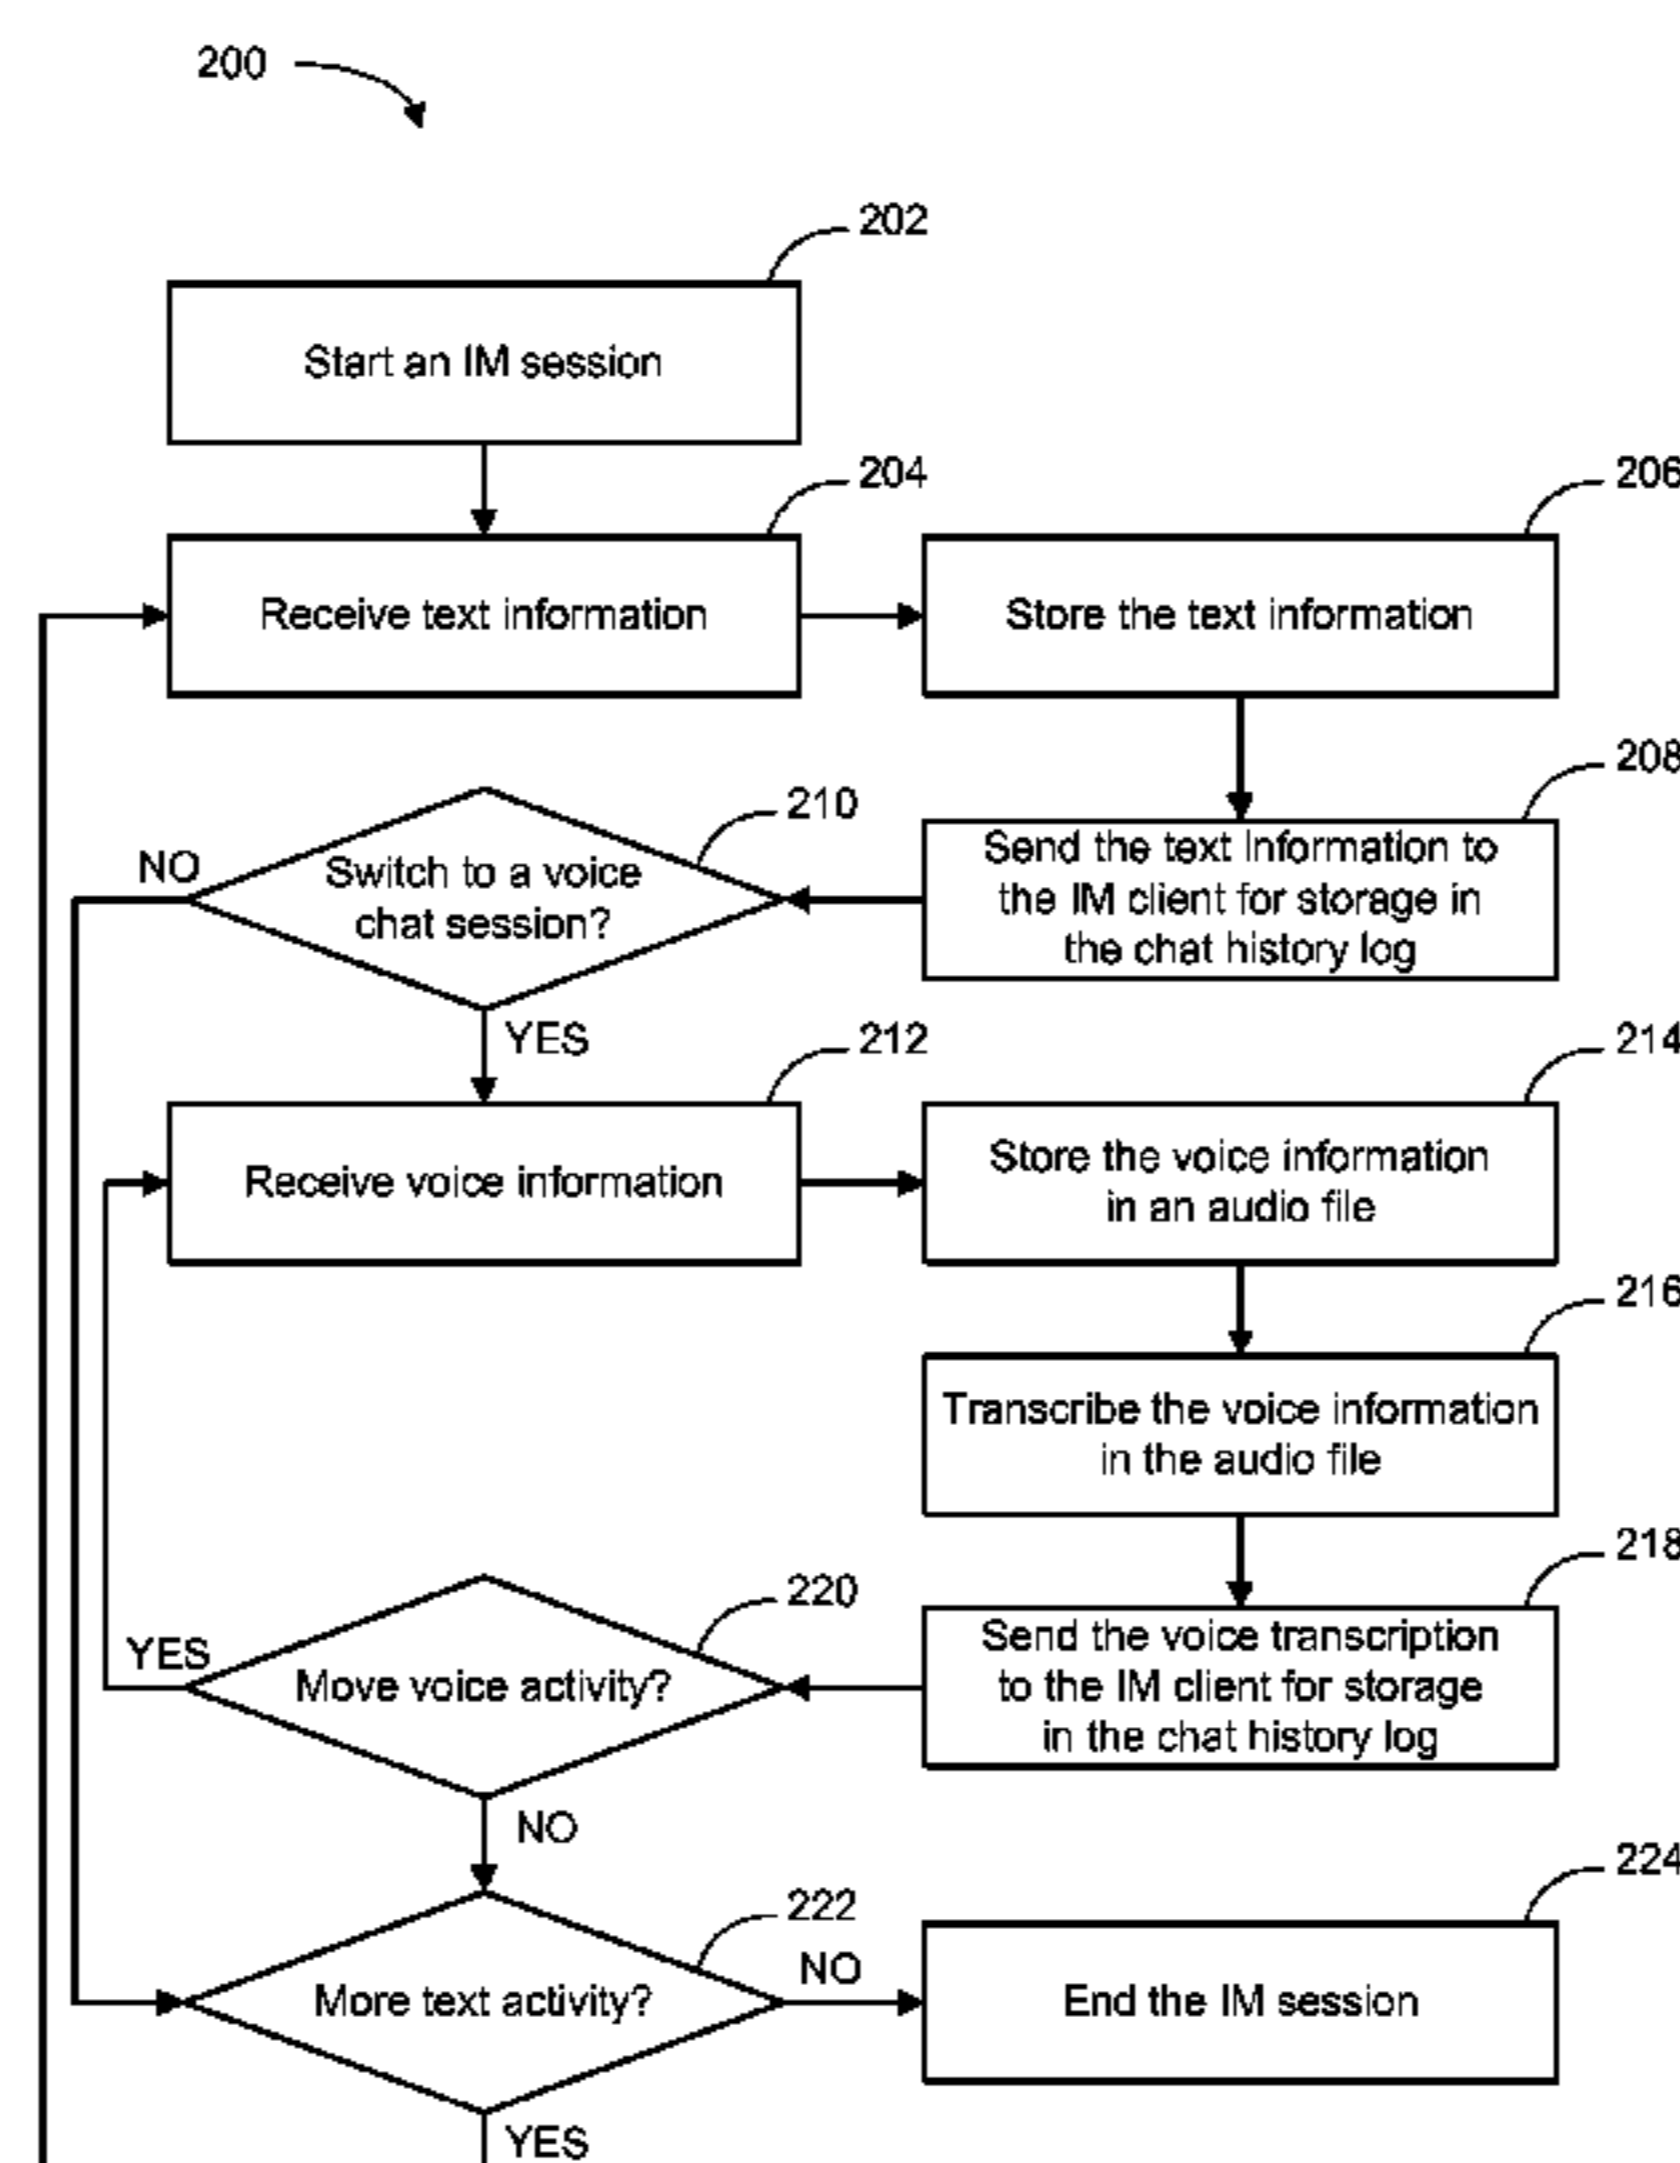 200
202
Start an IM session
204
206
Receive text information
Store the text information
208
210
NO
Switch to a voice
chat session?
Send the text information to
the IM client for storage in
the chat history log
YES
212
214
Receive voice information
Store the voice information
in an audio file
216
Transcribe the voice information
in the audio file
218
220
YES
Move voice activity?
Send the voice transcription
to the IM client for storage
in the chat history log
NO
224
222
NO
More text activity?
End the IM session
YES